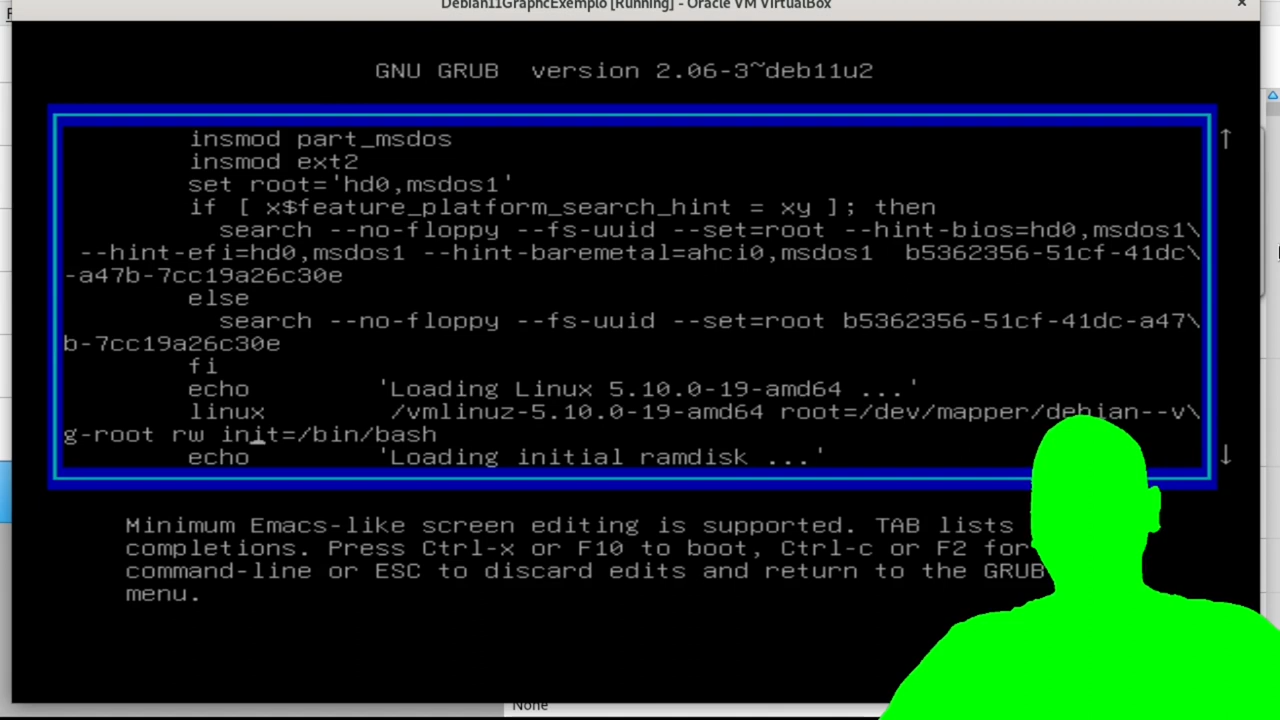 Debian11GraphcExemplo [Running] - Oracle VM VirtualBox
GNU GRUB version 2.06-3~deb11u2
insmod part_msdos
insmod ext2
set root='hd0,msdos1'
if [ x$feature_platform_search_hint = xy ]; then
search --no-floppy --fs-uuid --set=root --hint-bios=hd0,msdos1\
--hint-efi=hd0,msdos1 --hint-baremetal=ahci0,msdos1 b5362356-51cf-41dc\
-a47b-7cc19a26c30e
else
search --no-floppy --fs-uuid --set=root b5362356-51cf-41dc-a47\
b-7cc19a26c30e
fi
echo 'Loading Linux 5.10.0-19-amd64 ...'
linux /vmlinuz-5.10.0-19-amd64 root=/dev/mapper/debian--v\
g-root rw init=/bin/bash
echo 'Loading initial ramdisk ...'
Minimum Emacs-like screen editing is supported. TAB lists
completions. Press Ctrl-x or F10 to boot, Ctrl-c or F2 for
command-line or ESC to discard edits and return to the GRUB
menu.
None